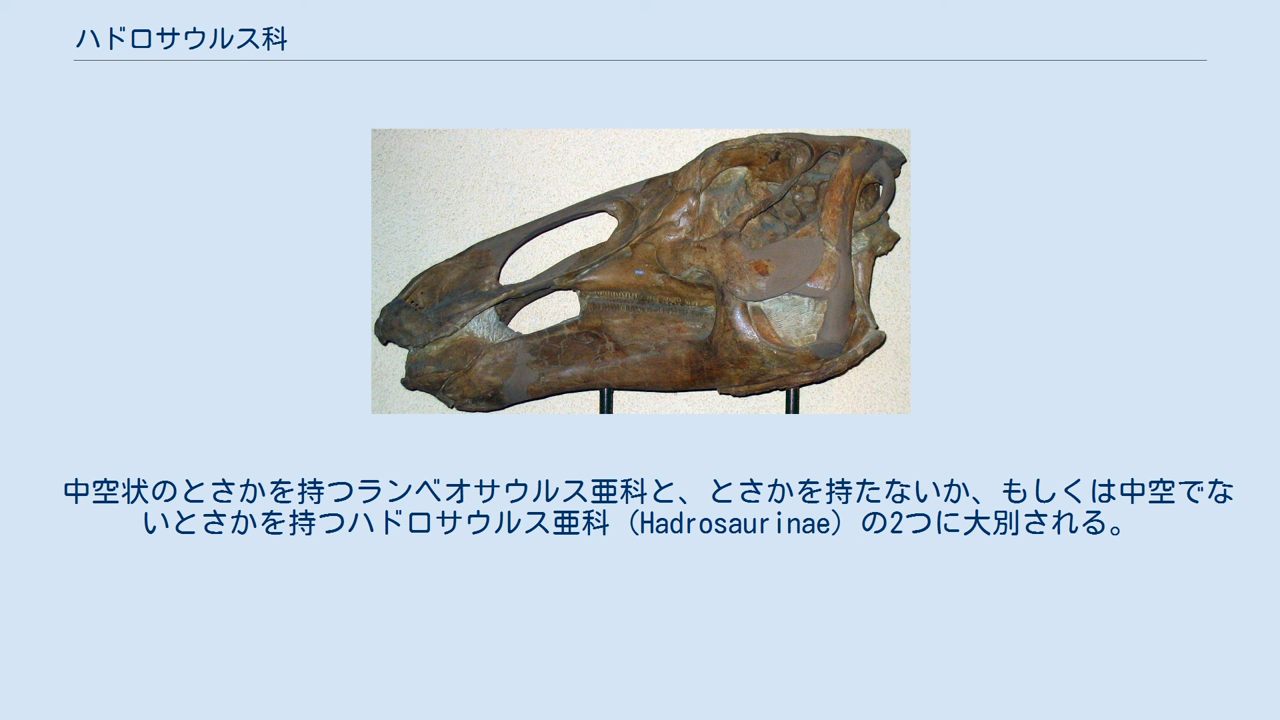 ハドロサウルス科
中空状のとさかを持つランベオサウルス亜科と、とさかを持たないか、もしくは中空でな
いとさかを持つハドロサウルス亜科（Hadrosaurinae）の2つに大別される。